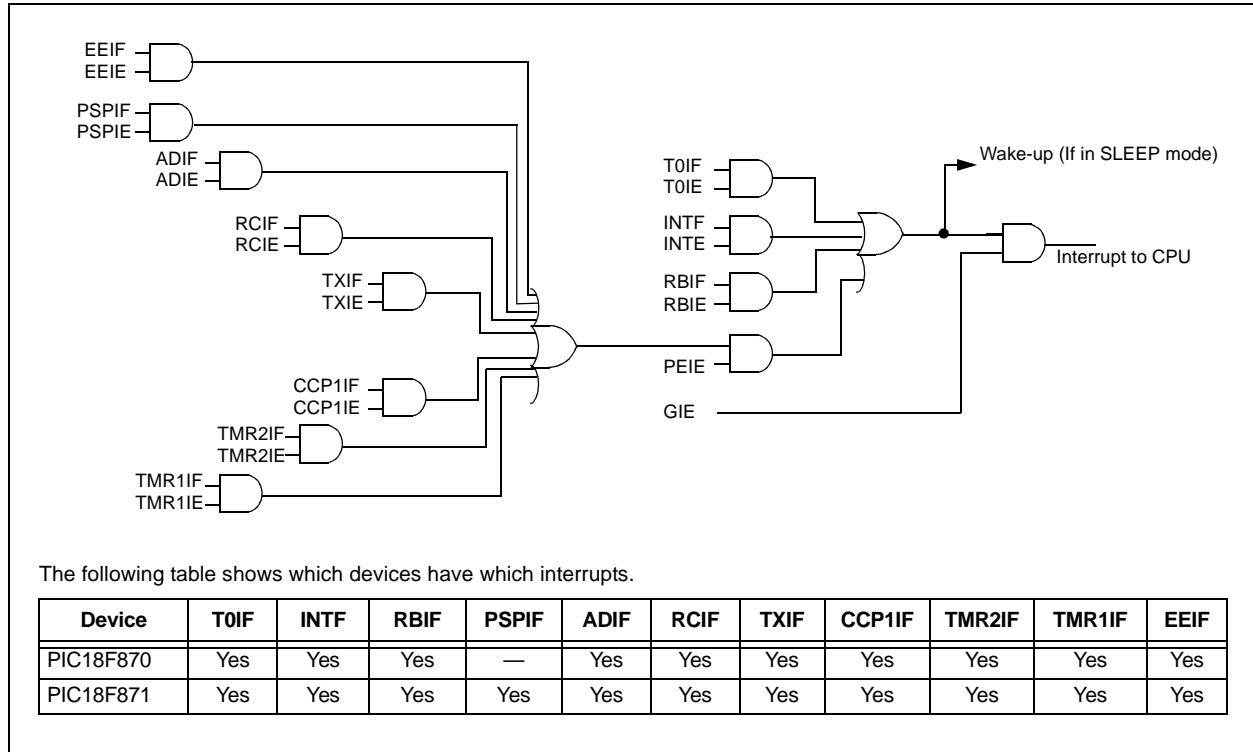 EEIF
EEIE
PSPIF
PSPIE
ADIF
ADIE
RCIF
RCIE
TXIF
TXIE
CCP1IF
CCP1IE
TMR2IF
TMR2IE
TMR1IF
TMR1IE
T0IF
T0IE
INTF
INTE
RBIF
RBIE
PEIE
GIE
Wake-up (If in SLEEP mode)
Interrupt to CPU
The following table shows which devices have which interrupts.
Device T0IF INTF RBIF PSPIF ADIF RCIF TXIF CCP1IF TMR2IF TMR1IF EEIF
PIC18F870 Yes Yes Yes — Yes Yes Yes Yes Yes Yes Yes
PIC18F871 Yes Yes Yes Yes Yes Yes Yes Yes Yes Yes Yes